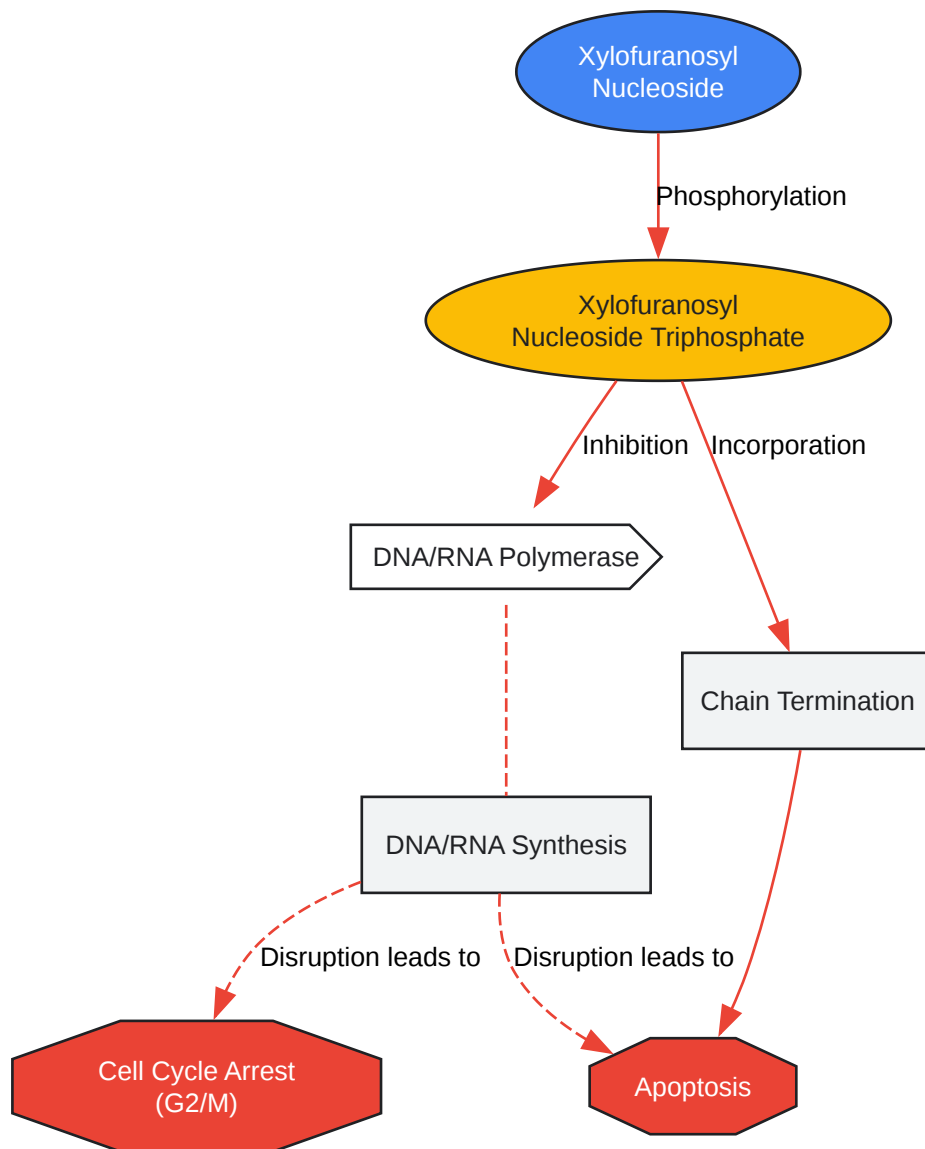 Xylofuranosyl
Nucleoside
Phosphorylation
Xylofuranosyl
Nucleoside Triphosphate
Inhibition
Incorporation
DNA/RNA Polymerase
Chain Termination
DNA/RNA Synthesis
Disruption leads to
Disruption leads to
Cell Cycle Arrest
(G2/M)
Apoptosis